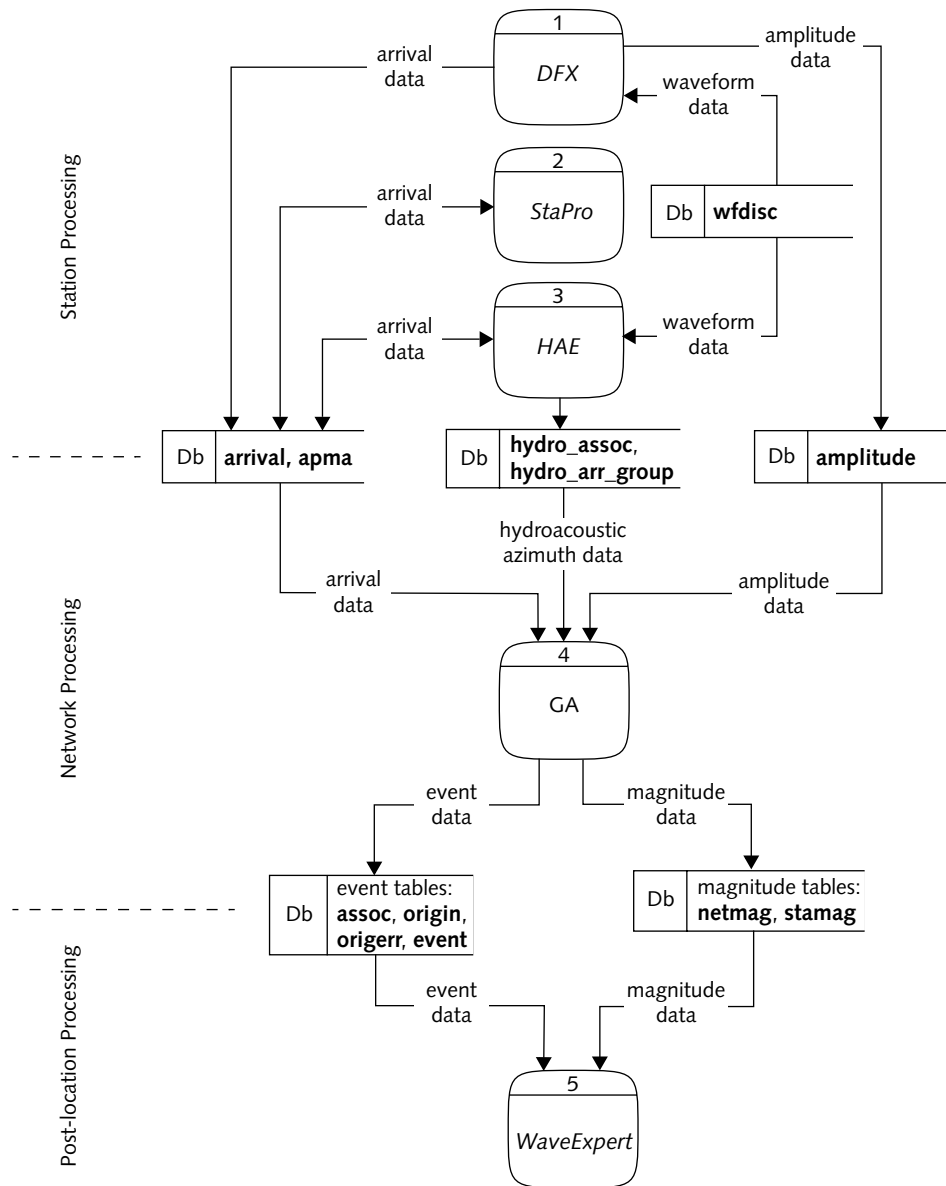 1
DFX
arrival
data
amplitude
data
waveform
data
2
StaPro
arrival
data
Db
wfdisc
Station Processing
3
HAE
arrival
data
waveform
data
Db
arrival, apma
Db
hydro_assoc,
hydro_arr_group
Db
amplitude
hydroacoustic
azimuth data
arrival
data
amplitude
data
Network Processing
4
GA
event
data
magnitude
data
Db
event tables:
assoc, origin,
origerr, event
Db
magnitude tables:
netmag, stamag
event
data
magnitude
data
Post-location Processing
5
WaveExpert